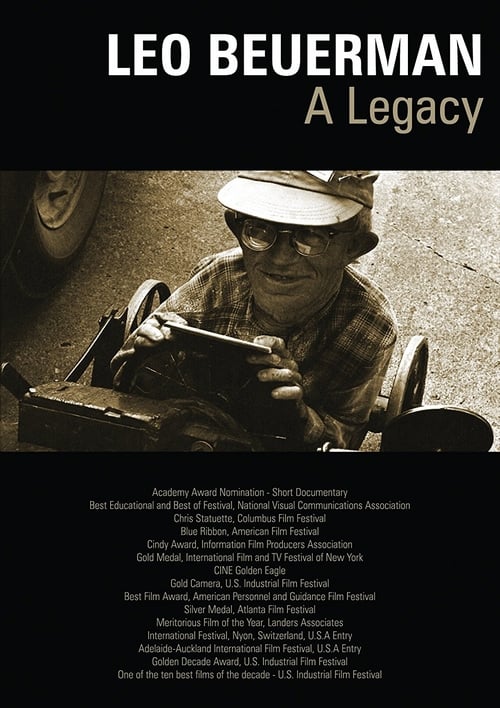 LEO BEUERMAN
A Legacy
Academy Award Nomination - Short Documentary
Best Educational and Best of Festival, National Visual Communications Association
Chris Statuette, Columbus Film Festival
Blue Ribbon, American Film Festival
Cindy Award, Information Film Producers Association
Gold Medal, International Film and TV Festival of New York
CINE Golden Eagle
Gold Camera, U.S. Industrial Film Festival
Best Film Award, American Personnel and Guidance Film Festival
Silver Medal, Atlanta Film Festival
Meritorious Film of the Year, Landers Associates
International Festival, Nyon, Switzerland, U.S.A Entry
Adelaide-Auckland International Film Festival, U.S.A Entry
Golden Decade Award, U.S. Industrial Film Festival
One of the ten best films of the decade - U.S. Industrial Film Festival